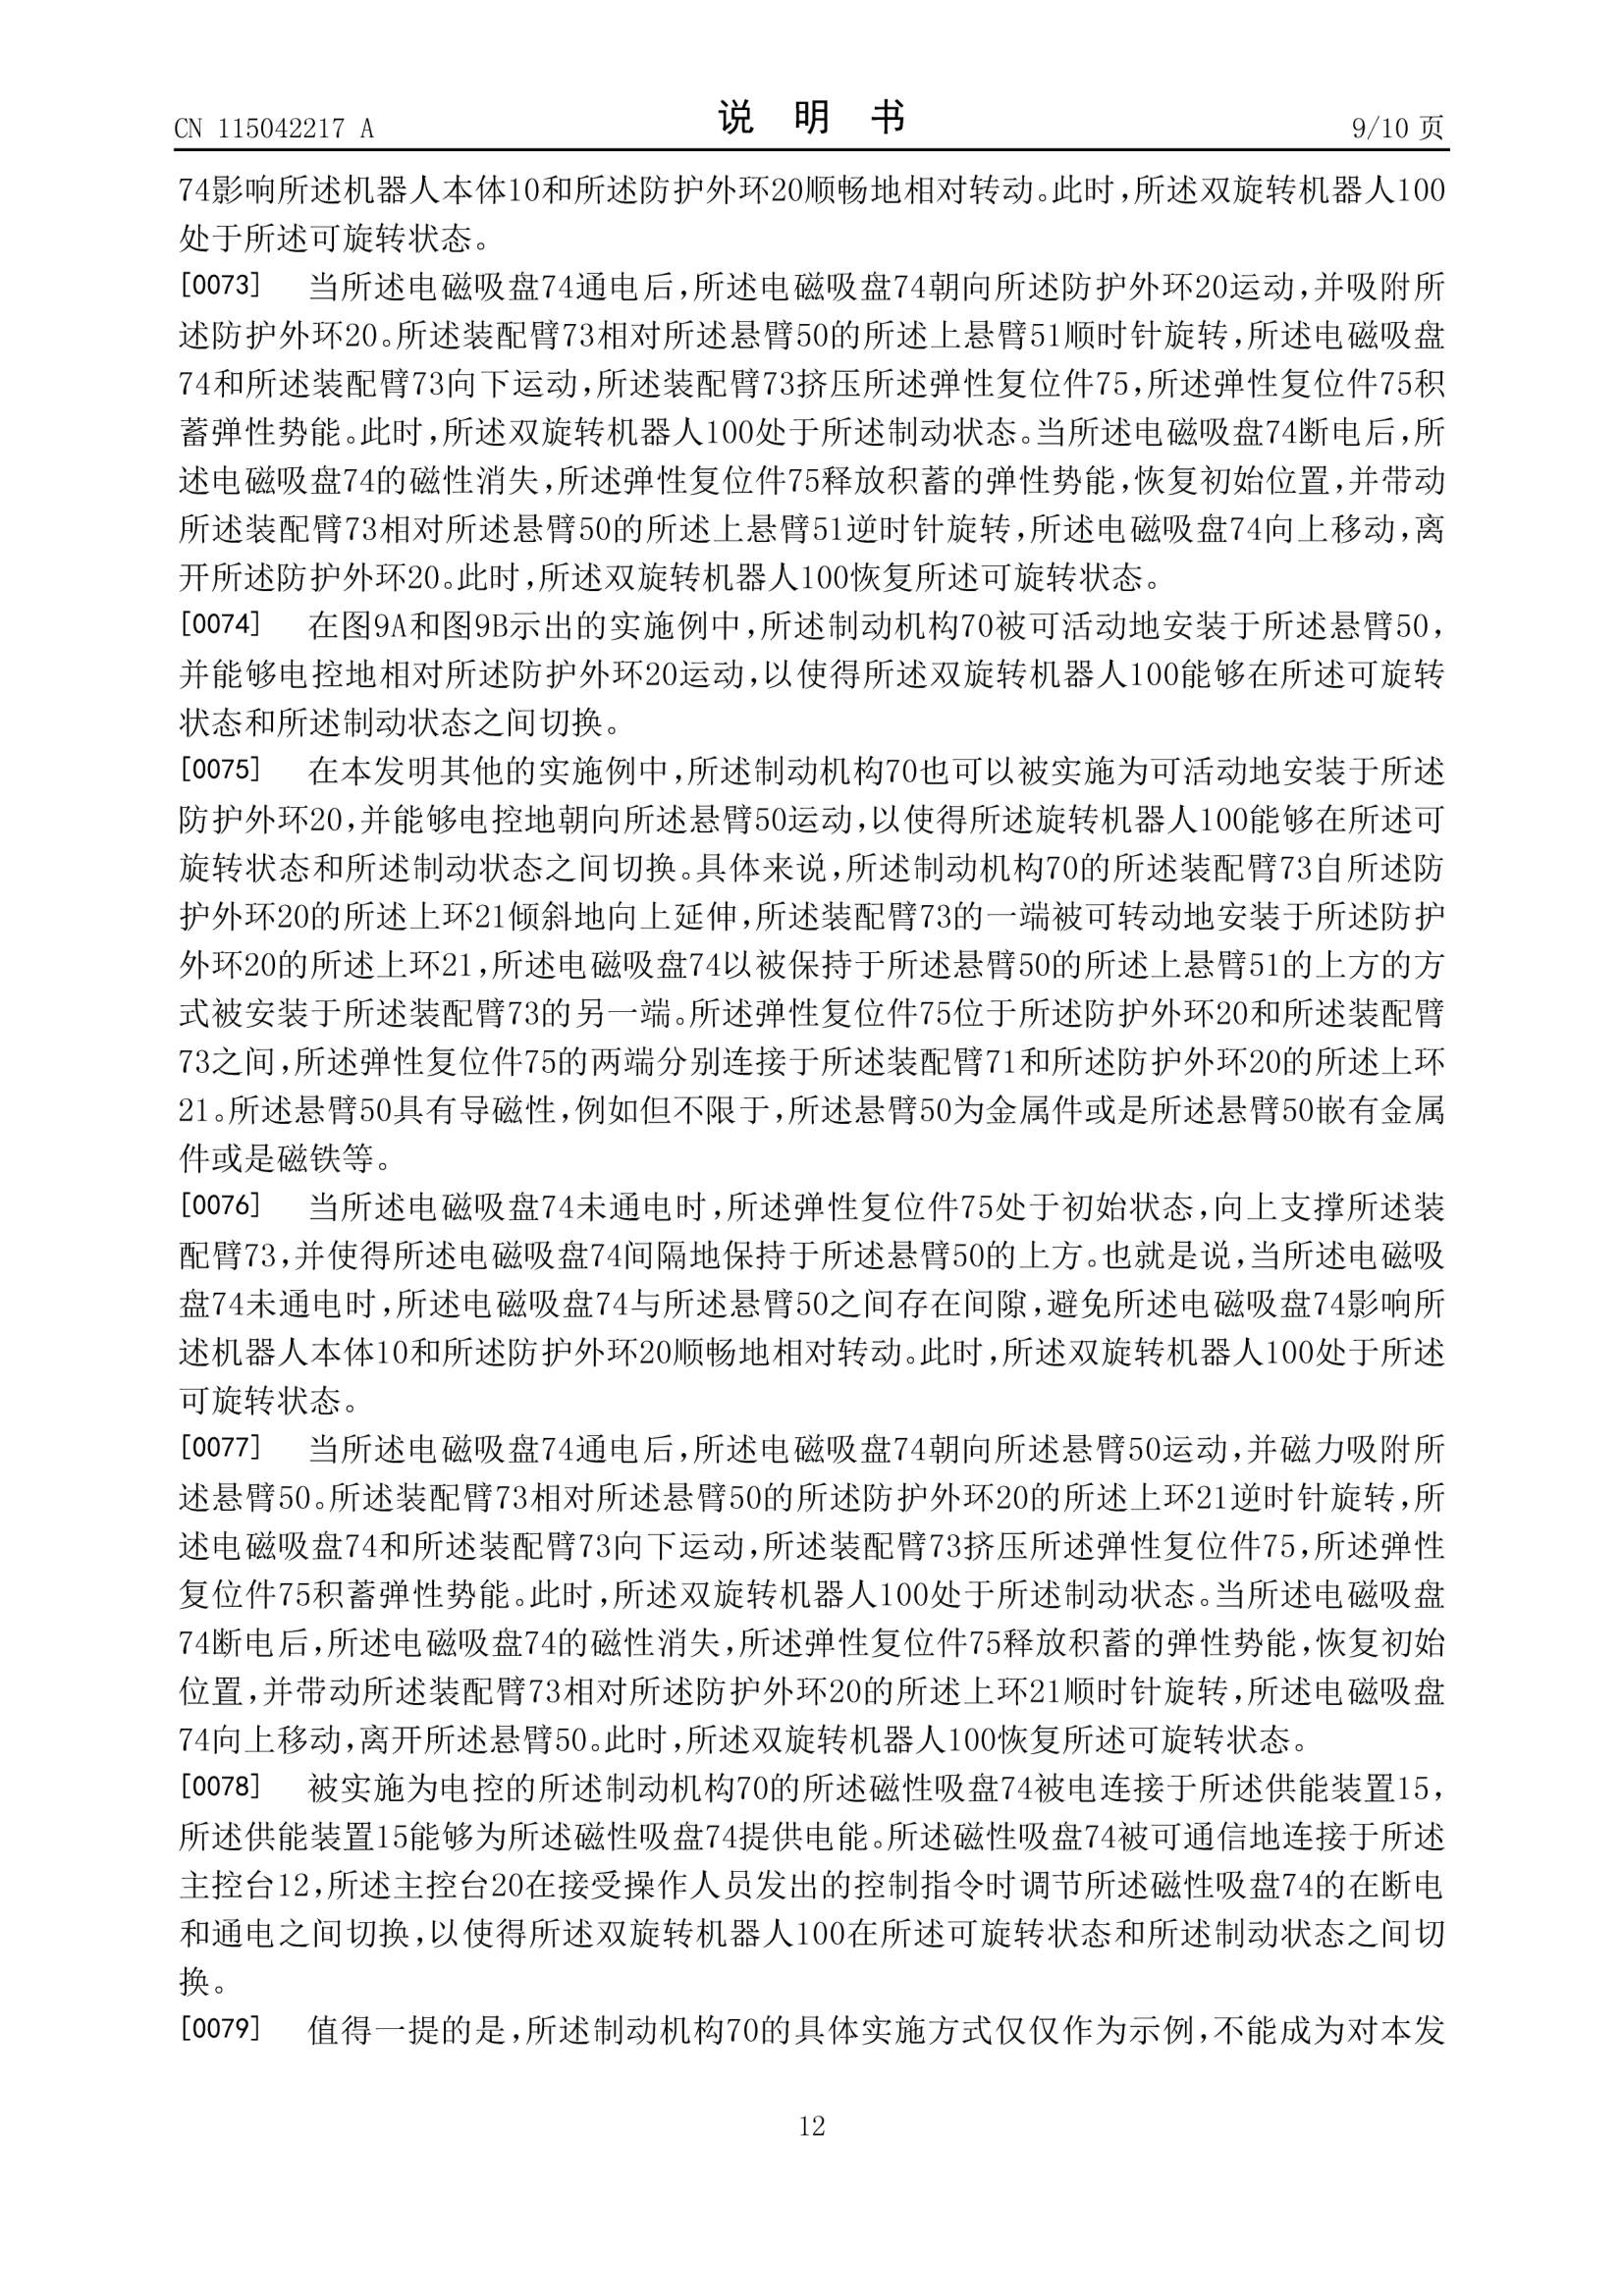 CN 115042217 A
说 明 书
9/10 页
74影响所述机器人本体10和所述防护外环20顺畅地相对转动。此时,所述双旋转机器人100
处于所述可旋转状态。
[0073] 当所述电磁吸盘74通电后,所述电磁吸盘74朝向所述防护外环20运动,并吸附所
述防护外环20。所述装配臂73相对所述悬臂50的所述上悬臂51顺时针旋转,所述电磁吸盘
74和所述装配臂73向下运动,所述装配臂73挤压所述弹性复位件75,所述弹性复位件75积
蓄弹性势能。此时,所述双旋转机器人100处于所述制动状态。当所述电磁吸盘74断电后,所
述电磁吸盘74的磁性消失,所述弹性复位件75释放积蓄的弹性势能,恢复初始位置,并带动
所述装配臂73相对所述悬臂50的所述上悬臂51逆时针旋转,所述电磁吸盘74向上移动,离
开所述防护外环20。此时,所述双旋转机器人100恢复所述可旋转状态。
[0074] 在图9A和图9B示出的实施例中,所述制动机构70被可活动地安装于所述悬臂50,
并能够电控地相对所述防护外环20运动,以使得所述双旋转机器人100能够在所述可旋转
状态和所述制动状态之间切换。
[0075] 在本发明其他的实施例中,所述制动机构70也可以被实施为可活动地安装于所述
防护外环20,并能够电控地朝向所述悬臂50运动,以使得所述旋转机器人100能够在所述可
旋转状态和所述制动状态之间切换。具体来说,所述制动机构70的所述装配臂73自所述防
护外环20的所述上环21倾斜地向上延伸,所述装配臂73的一端被可转动地安装于所述防护
外环20的所述上环21,所述电磁吸盘74以被保持于所述悬臂50的所述上悬臂51的上方的方
式被安装于所述装配臂73的另一端。所述弹性复位件75位于所述防护外环20和所述装配臂
73之间,所述弹性复位件75的两端分别连接于所述装配臂71和所述防护外环20的所述上环
21。所述悬臂50具有导磁性,例如但不限于,所述悬臂50为金属件或是所述悬臂50嵌有金属
件或是磁铁等。
[0076] 当所述电磁吸盘74未通电时,所述弹性复位件75处于初始状态,向上支撑所述装
配臂73,并使得所述电磁吸盘74间隔地保持于所述悬臂50的上方。也就是说,当所述电磁吸
盘74未通电时,所述电磁吸盘74与所述悬臂50之间存在间隙,避免所述电磁吸盘74影响所
述机器人本体10和所述防护外环20顺畅地相对转动。此时,所述双旋转机器人100处于所述
可旋转状态。
[0077] 当所述电磁吸盘74通电后,所述电磁吸盘74朝向所述悬臂50运动,并磁力吸附所
述悬臂50。所述装配臂73相对所述悬臂50的所述防护外环20的所述上环21逆时针旋转,所
述电磁吸盘74和所述装配臂73向下运动,所述装配臂73挤压所述弹性复位件75,所述弹性
复位件75积蓄弹性势能。此时,所述双旋转机器人100处于所述制动状态。当所述电磁吸盘
74断电后,所述电磁吸盘74的磁性消失,所述弹性复位件75释放积蓄的弹性势能,恢复初始
位置,并带动所述装配臂73相对所述防护外环20的所述上环21顺时针旋转,所述电磁吸盘
74向上移动,离开所述悬臂50。此时,所述双旋转机器人100恢复所述可旋转状态。
[0078] 被实施为电控的所述制动机构70的所述磁性吸盘74被电连接于所述供能装置15,
所述供能装置15能够为所述磁性吸盘74提供电能。所述磁性吸盘74被可通信地连接于所述
主控台12,所述主控台20在接受操作人员发出的控制指令时调节所述磁性吸盘74的在断电
和通电之间切换,以使得所述双旋转机器人100在所述可旋转状态和所述制动状态之间切
换。
[0079] 值得一提的是,所述制动机构70的具体实施方式仅仅作为示例,不能成为对本发
12